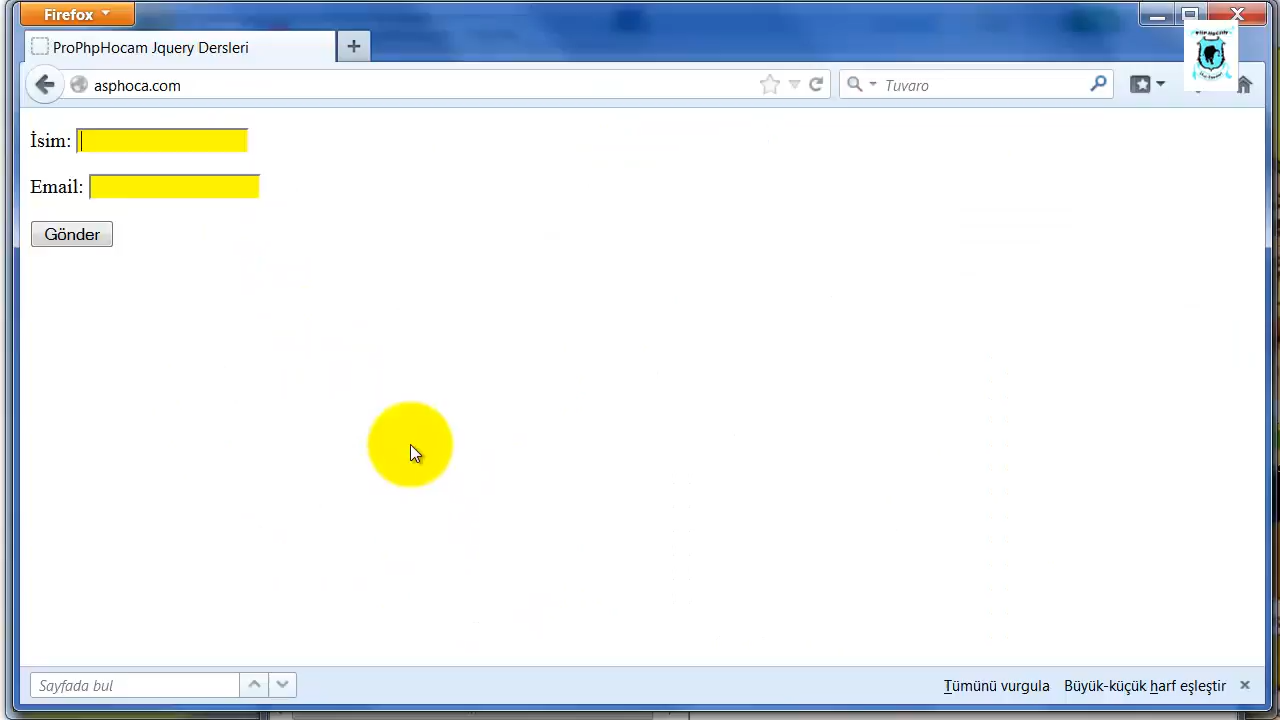 Firefox
ProPhpHocam Jquery Dersleri
asphoca.com
Tuvaro
İsim:
Email:
Gönder
Sayfada bul
Tümünü vurgula
Büyük-küçük harf eşleştir